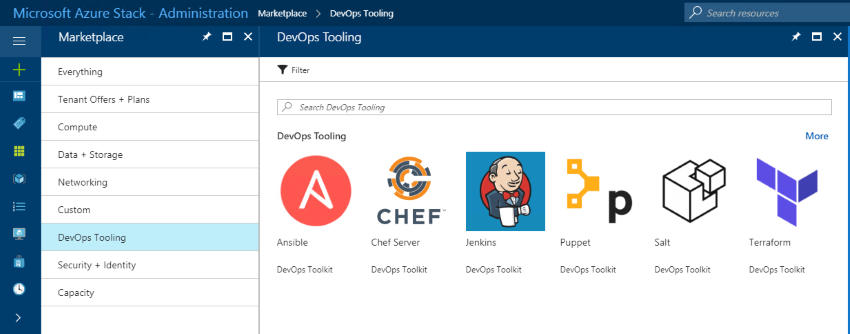 Microsoft Azure Stack - Administration Marketplace > DevOps Tooling Search resources
Marketplace
DevOps Tooling
Everything
Tenant Offers + Plans
Compute
Data + Storage
Networking
Custom
DevOps Tooling
Security + Identity
Capacity
Filter
Search DevOps Tooling
DevOps Tooling More
A CHEF™ p
Ansible Chef Server Jenkins Puppet Salt Terraform
DevOps Toolkit DevOps Toolkit DevOps Toolkit DevOps Toolkit DevOps Toolkit DevOps Toolkit